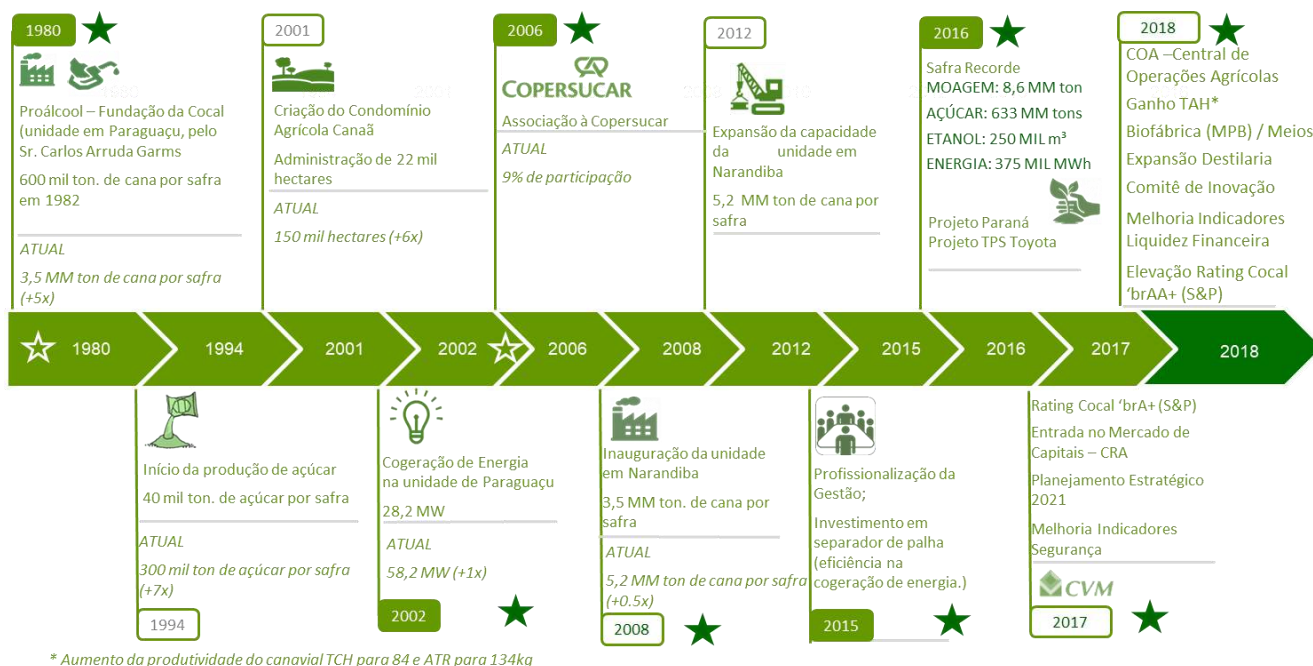 1980
Proálcool – Fundação da Cocal
(unidade em Paraguaçu, pelo
Sr. Carlos Arruda Garms
600 mil ton. de cana por safra
em 1982
ATUAL
3,5 MM ton de cana por safra
(+5x)
2001
Criação do Condomínio
Agrícola Canaã
Administração de 22 mil
hectares
ATUAL
150 mil hectares (+6x)
2006
COPERSUCAR
Associação à Copersucar
ATUAL
9% de participação
2012
Expansão da capacidade
da unidade em
Narandiba
5,2 MM ton de cana por
safra
2016
Safra Recorde
MOAGEM: 8,6 MM ton
AÇÚCAR: 633 MM tons
ETANOL: 250 MIL m³
ENERGIA: 375 MIL MWh
Projeto Paraná
Projeto TPS Toyota
2018
COA –Central de
Operações Agrícolas
Ganho TAH*
Biofábrica (MPB) / Meios
Expansão Destilaria
Comitê de Inovação
Melhoria Indicadores
Liquidez Financeira
Elevação Rating Cocal
‘brAA+ (S&P)
1980 1994 2001 2002 2006 2008 2012 2015 2016 2017 2018
Início da produção de açúcar
40 mil ton. de açúcar por safra
ATUAL
300 mil ton de açúcar por safra
(+7x)
1994
Cogeração de Energia
na unidade de Paraguaçu
28,2 MW
ATUAL
58,2 MW (+1x)
2002
Inauguração da unidade
em Narandiba
3,5 MM ton. de cana por
safra
ATUAL
5,2 MM ton de cana por safra
(+0.5x)
2008
Profissionalização da
Gestão;
Investimento em
separador de palha
(eficiência na
cogeração de energia.)
2015
Rating Cocal ‘brA+ (S&P)
Entrada no Mercado de
Capitais – CRA
Planejamento Estratégico
2021
Melhoria Indicadores
Segurança
CVM
2017
* Aumento da produtividade do canavial TCH para 84 e ATR para 134kg